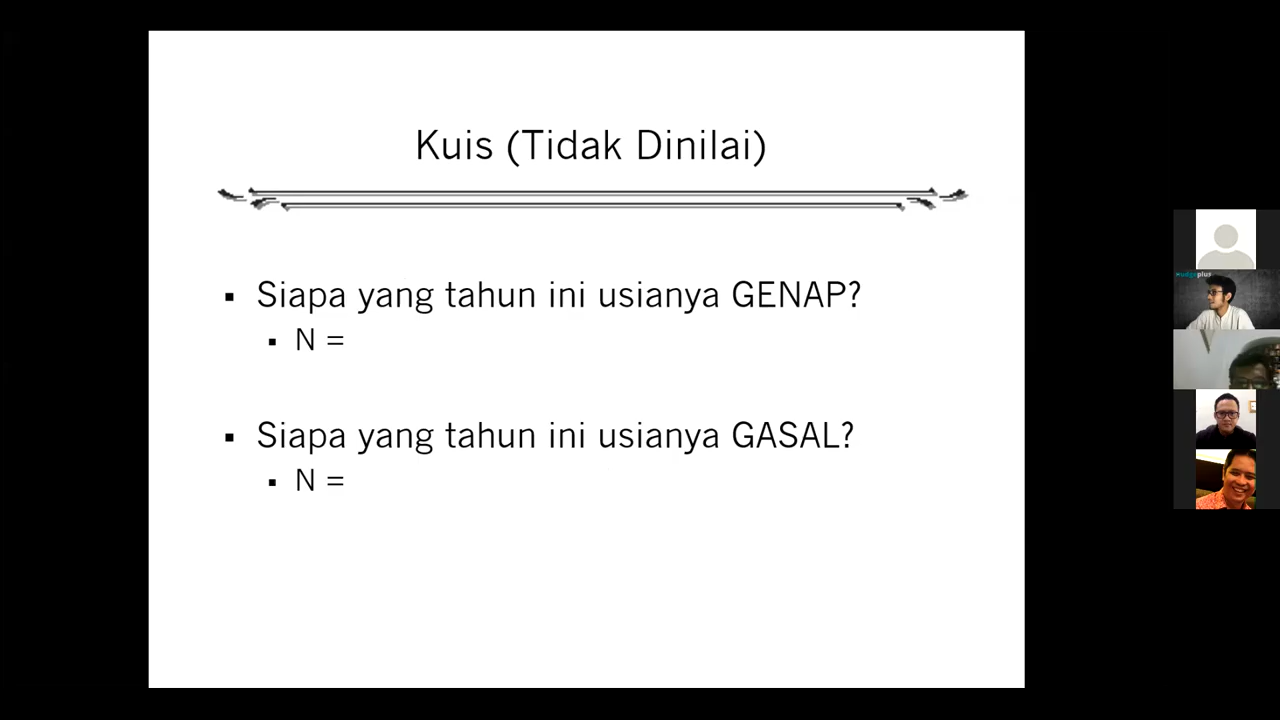 Kuis (Tidak Dinilai)
▪ Siapa yang tahun ini usianya GENAP?
▪ N =
▪ Siapa yang tahun ini usianya GASAL?
▪ N =